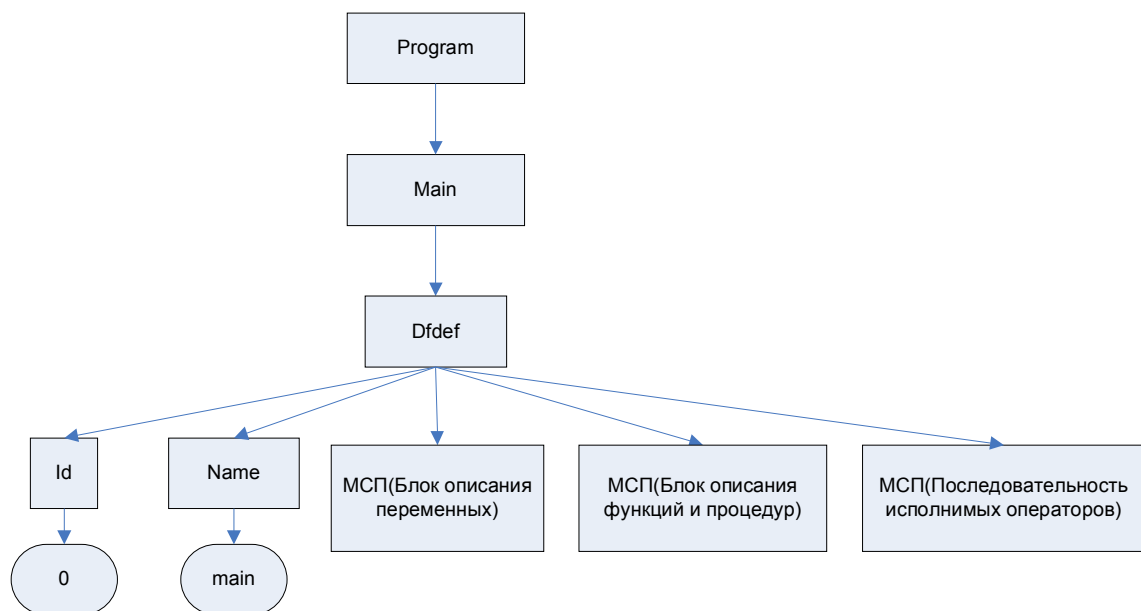 Program
Main
Dfdef
Id
Name
МСП(Блок описания
переменных)
МСП(Блок описания
функций и процедур)
МСП(Последовательность
исполнимых операторов)
0
main